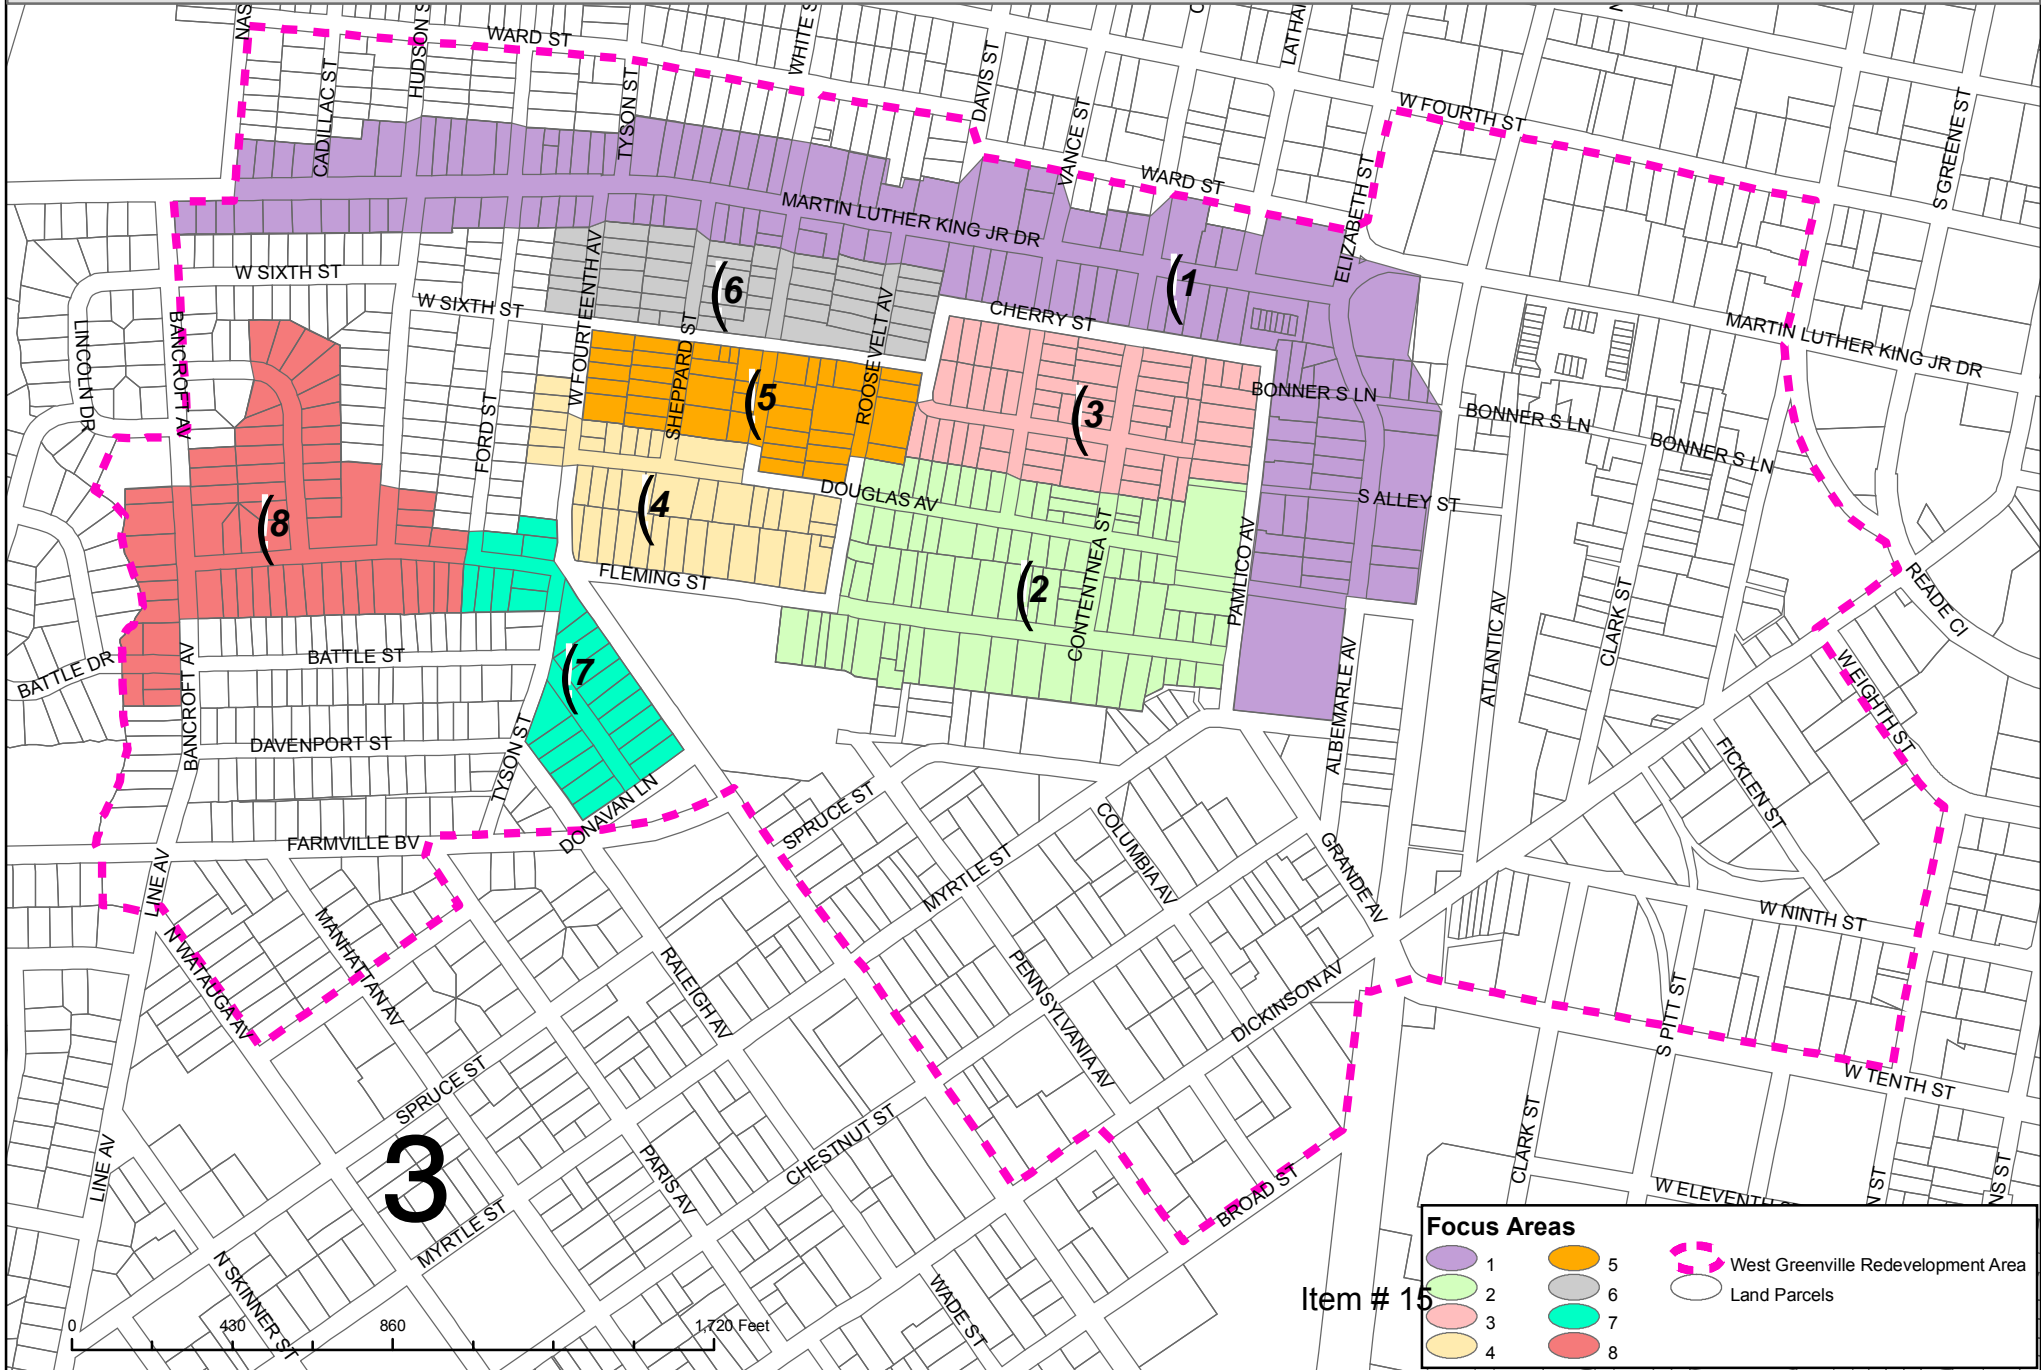 NAS
HUDSON S
WARD ST
WHITE S
DAVIS ST
LATHA
CADILLAC ST
TYSON ST
VANCE ST
W FOURTH ST
S GREENE ST
WARD ST
ELIZABETH ST
MARTIN LUTHER KING JR DR
W SIXTH ST
W SIXTH ST
W FOURTEENTH AV
(6
(1
CHERRY ST
MARTIN LUTHER KING JR DR
LINCOLN DR
BANCROFT AV
SHEPPARD ST
ROOSEVELT AV
(5
(3
BONNER S LN
BONNER S LN
BONNER S LN
FORD ST
(4
DOUGLAS AV
S ALLEY ST
(8
CONTENTNEA ST
PAMLICO AV
FLEMING ST
(2
READE CI
CLARK ST
ATLANTIC AV
BATTLE DR
BATTLE ST
BANCROFT AV
(7
ALBEMARLE AV
W EIGHTH ST
DAVENPORT ST
TYSON ST
FICKLEN ST
DONAVAN LN
SPRUCE ST
COLUMBIA AV
GRANDE AV
FARMVILLE BV
LINE AV
MYRTLE ST
W NINTH ST
N WATAUGA AV
MANHATTAN AV
RALEIGH AV
PENNSYLVANIA AV
DICKINSON AV
S PITT ST
W TENTH ST
SPRUCE ST
3
CHESTNUT ST
PARIS AV
LINE AV
CLARK ST
BROAD ST
W ELEVENTH S
N ST
NS ST
MYRTLE ST
N SKINNER ST
WADE ST
Item # 15
0 430 860 1,720 Feet
Focus Areas
1 5 West Greenville Redevelopment Area
2 6 Land Parcels
3 7
4 8